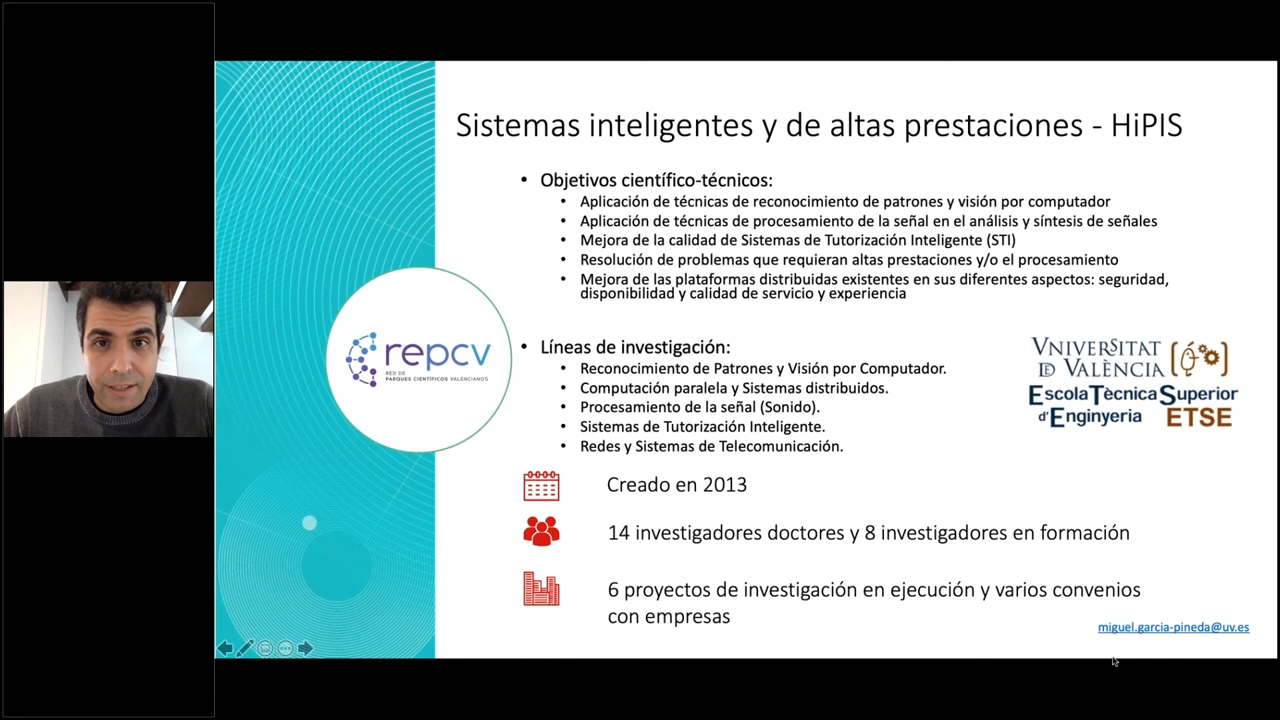 Sistemas inteligentes y de altas prestaciones - HiPIS
• Objetivos científico-técnicos:
• Aplicación de técnicas de reconocimiento de patrones y visión por computador
• Aplicación de técnicas de procesamiento de la señal en el análisis y síntesis de señales
• Mejora de la calidad de Sistemas de Tutorización Inteligente (STI)
• Resolución de problemas que requieran altas prestaciones y/o el procesamiento
• Mejora de las plataformas distribuidas existentes en sus diferentes aspectos: seguridad,
disponibilidad y calidad de servicio y experiencia
repcv
RED DE
PARQUES CIENTÍFICOS VALENCIANOS
• Líneas de investigación:
• Reconocimiento de Patrones y Visión por Computador.
• Computación paralela y Sistemas distribuidos.
• Procesamiento de la señal (Sonido).
• Sistemas de Tutorización Inteligente.
• Redes y Sistemas de Telecomunicación.
VNIVERSITAT
DE VALÈNCIA
Escola Tècnica Superior
d'Enginyeria ETSE
Creado en 2013
14 investigadores doctores y 8 investigadores en formación
6 proyectos de investigación en ejecución y varios convenios
con empresas
miguel.garcia-pineda@uv.es